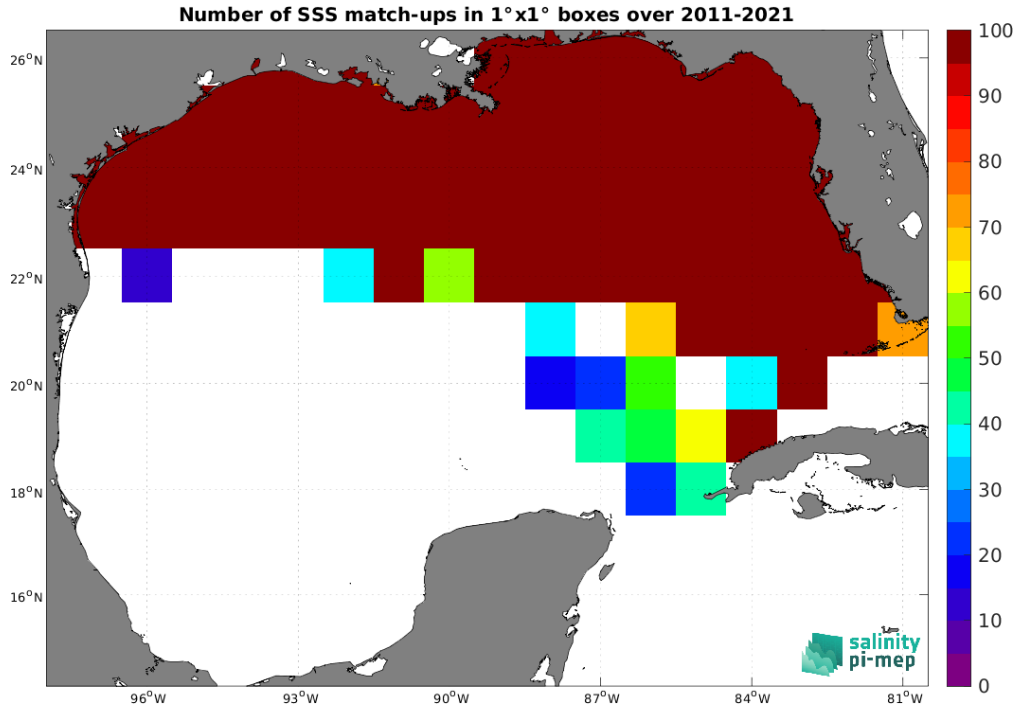 Number of SSS match-ups in 1°x1° boxes over 2011-2021
26°N
24°N
22°N
20°N
18°N
16°N
96°W
93°W
90°W
87°W
84°W
81°W
100
90
80
70
60
50
40
30
20
10
0
salinity
pi-mep